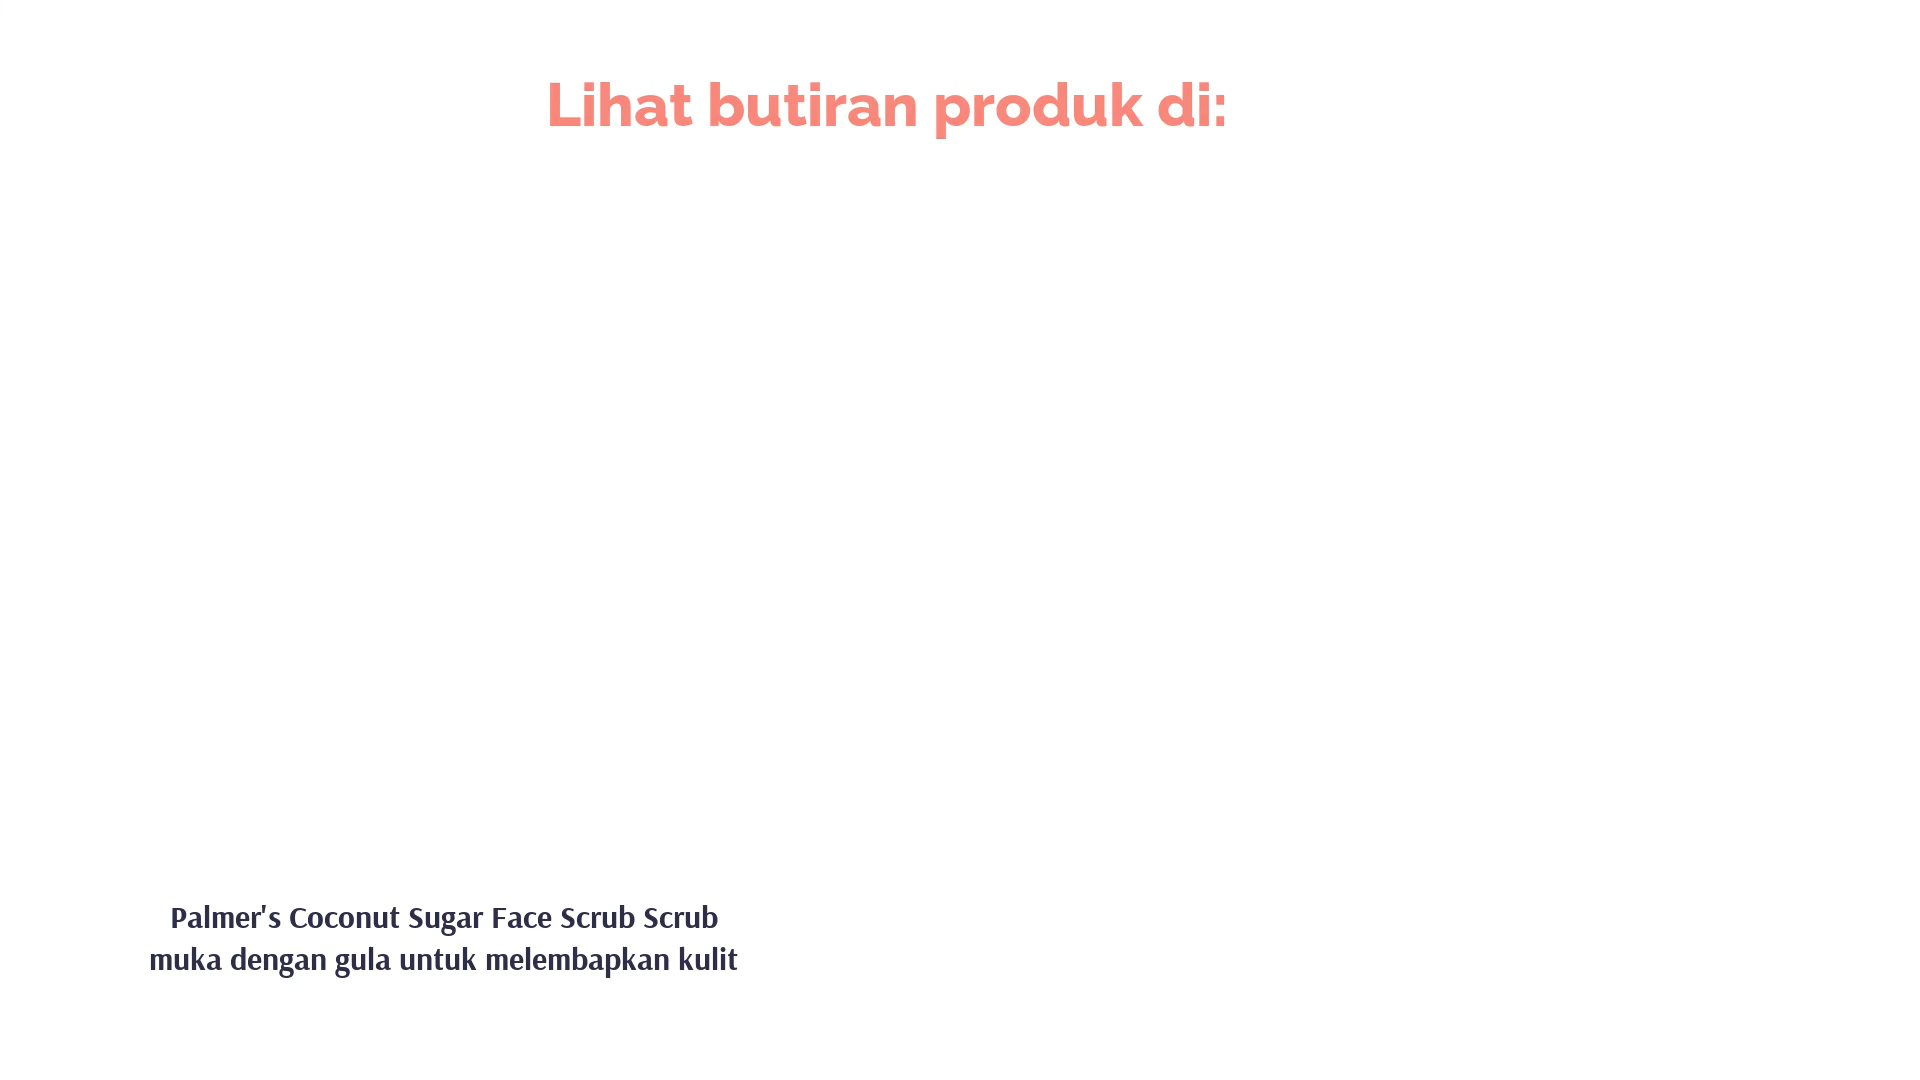 Lihat butiran produk di:
Palmer's Coconut Sugar Face Scrub Scrub
muka dengan gula untuk melembapkan kulit